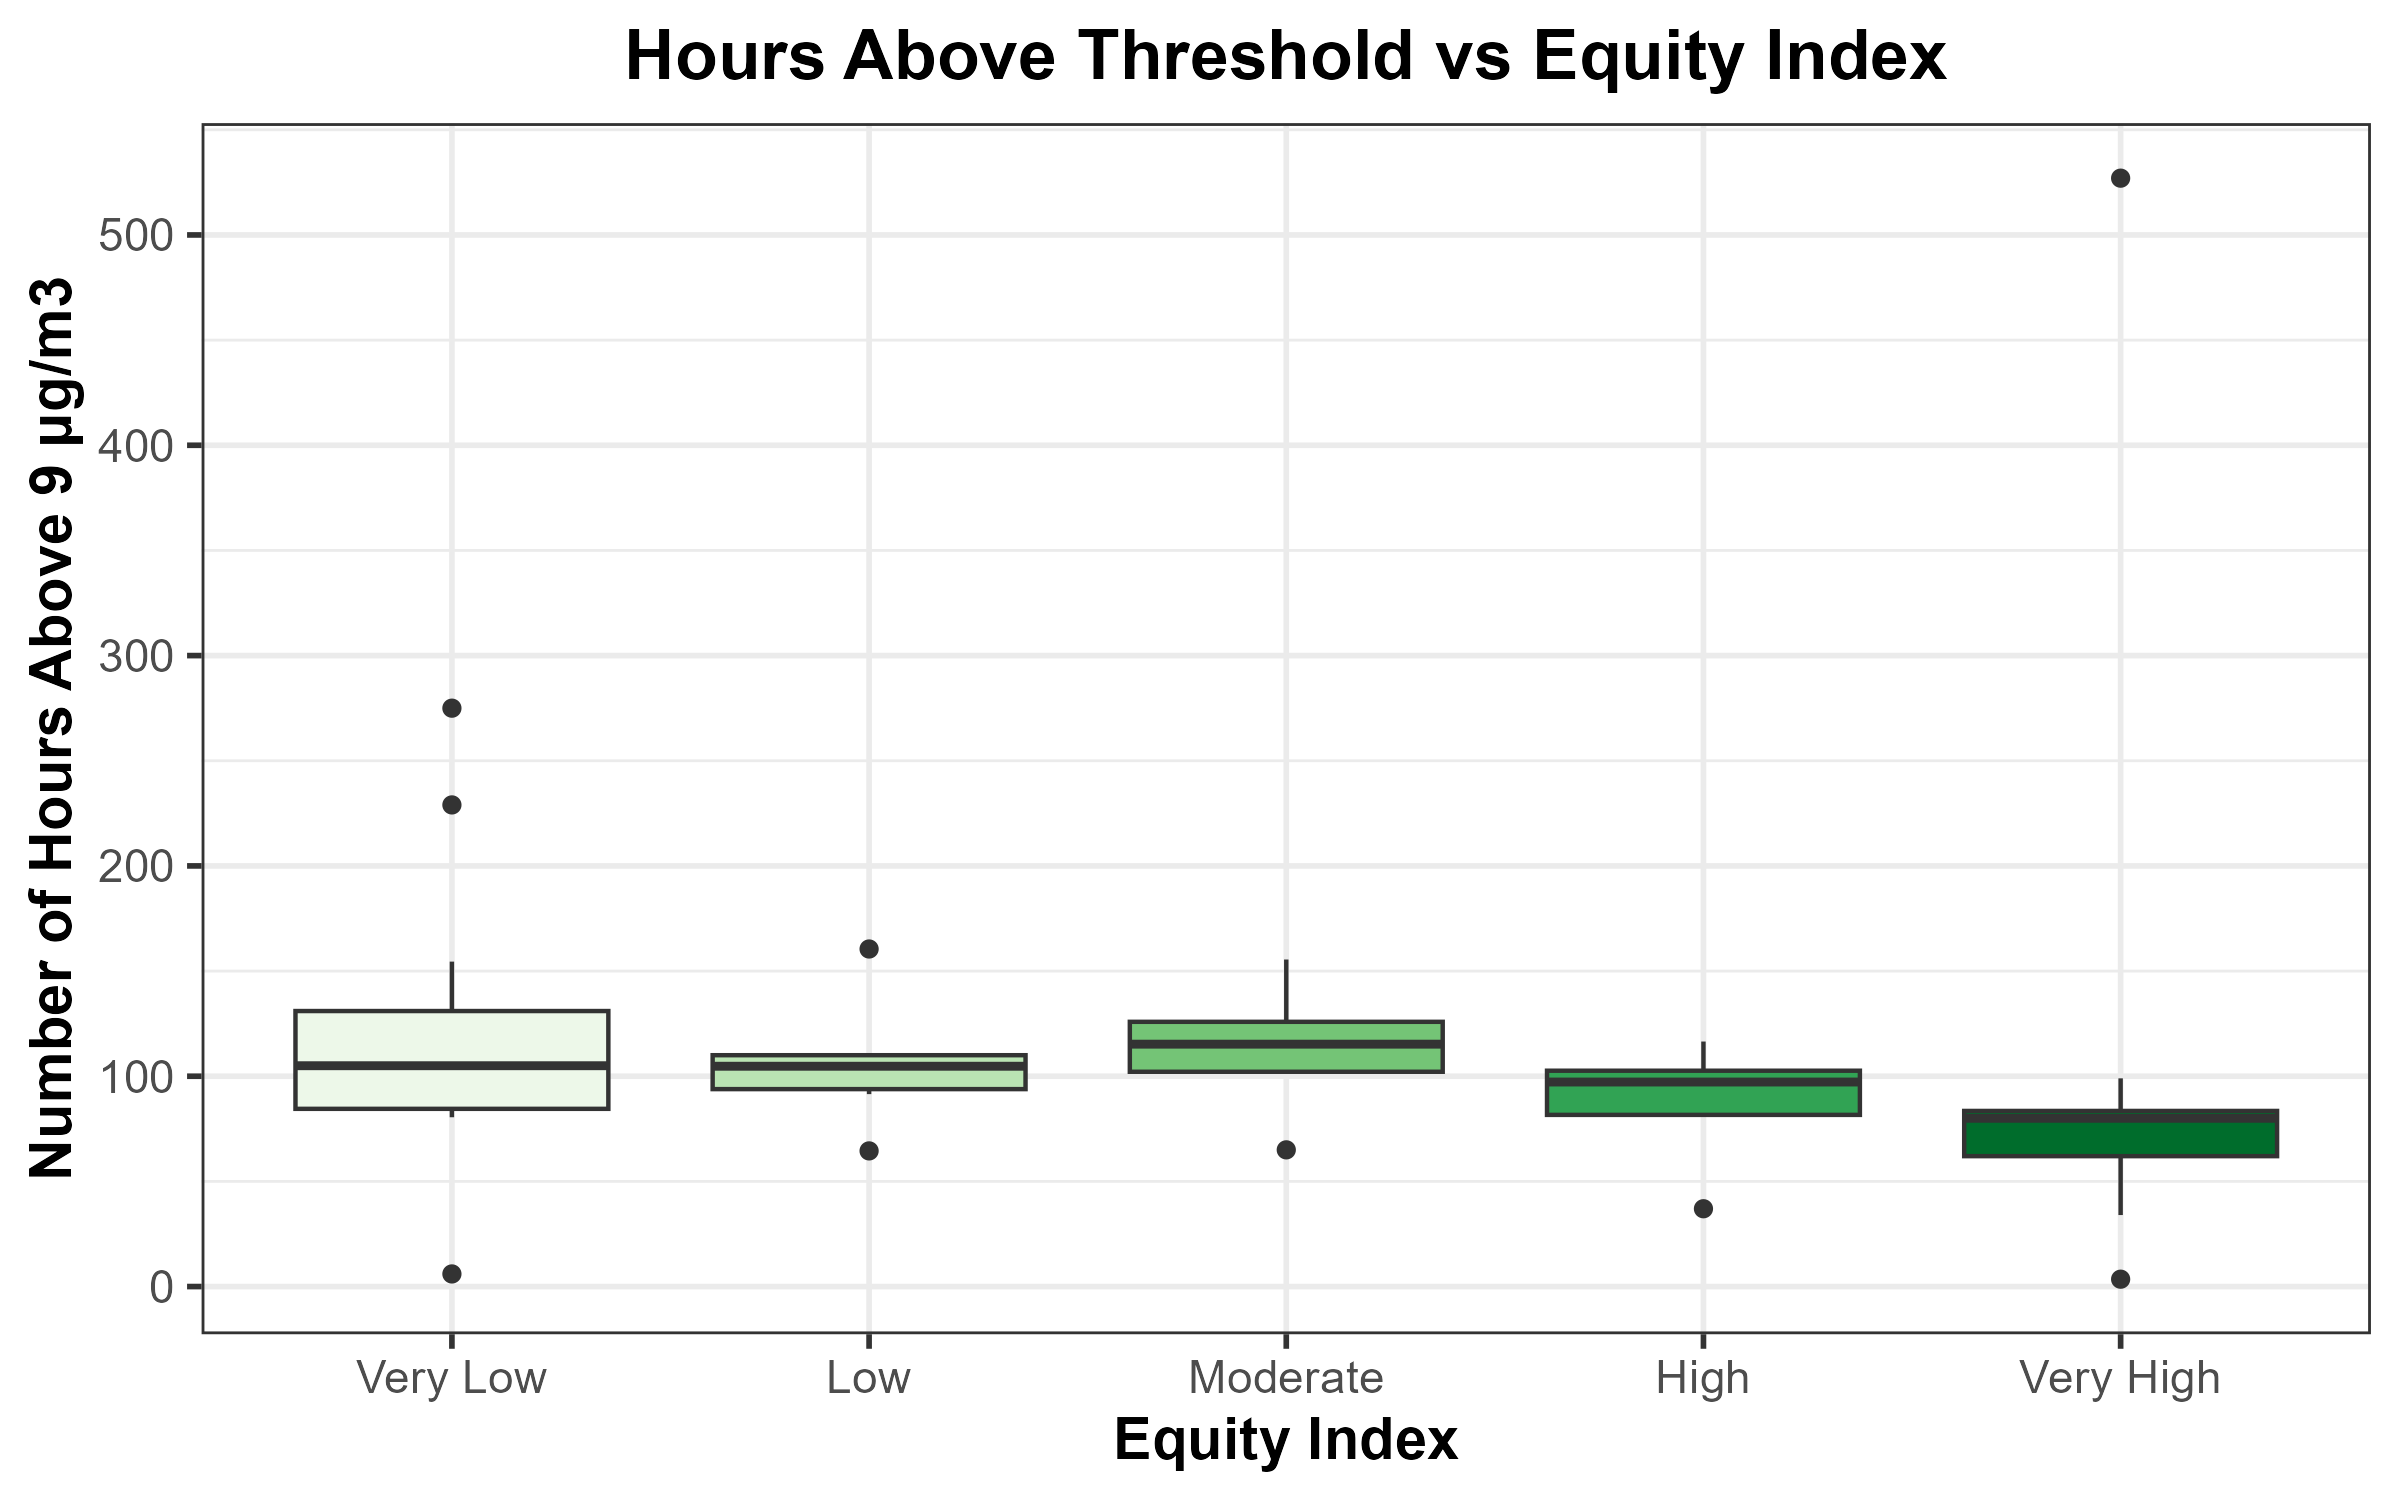 Hours Above Threshold vs Equity Index
Number of Hours Above 9 µg/m3
500
400
300
200
100
0
Very Low
Low
Moderate
High
Very High
Equity Index